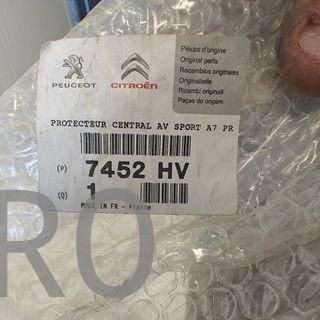 PEUGEOT
CITROËN
Pièces d'origine
Original parts
Recambios originales
Originalteile
Ricambi originali
Peças de origem
PROTECTEUR CENTRAL AV SPORT A7 PR
(P) 7452 HV
(Q) 1
MADE IN FR - France
RO